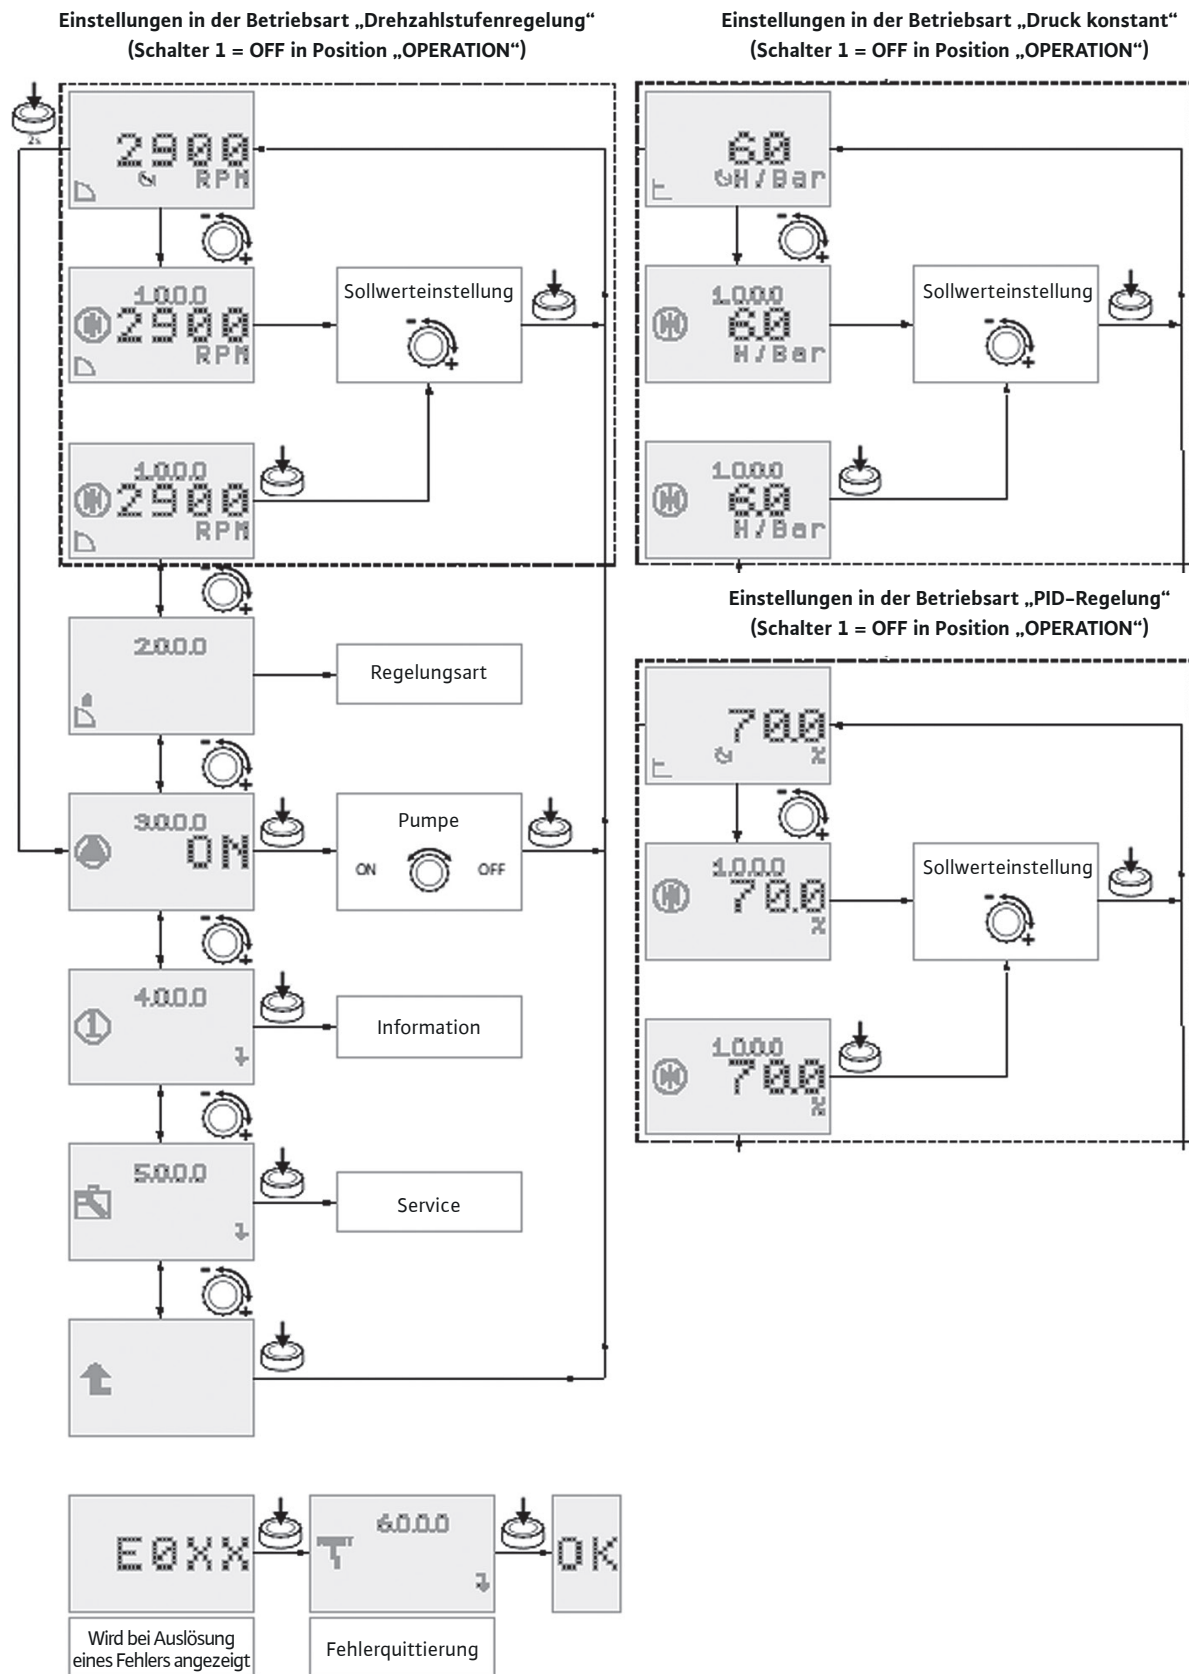 Einstellungen in der Betriebsart „Drehzahlstufenregelung“
(Schalter 1 = OFF in Position „OPERATION“)
2s
2900
RPM
1.0.0.0
2900
RPM
Sollwerteinstellung
- +
1.0.0.0
2900
RPM
2.0.0.0
Regelungsart
3.0.0.0
ON
Pumpe
ON OFF
4.0.0.0
Information
5.0.0.0
Service
E0XX
6.0.0.0
OK
Wird bei Auslösung
eines Fehlers angezeigt
Fehlerquittierung
Einstellungen in der Betriebsart „Druck konstant“
(Schalter 1 = OFF in Position „OPERATION“)
6.0
H/Bar
1.0.0.0
6.0
H/Bar
Sollwerteinstellung
- +
1.0.0.0
6.0
H/Bar
Einstellungen in der Betriebsart „PID-Regelung“
(Schalter 1 = OFF in Position „OPERATION“)
70.0
%
1.0.0.0
70.0
%
Sollwerteinstellung
- +
1.0.0.0
70.0
%